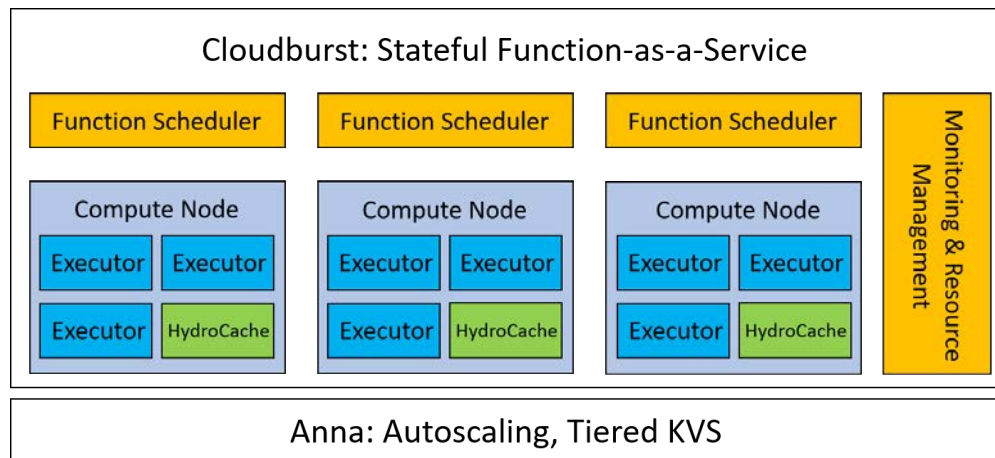 Cloudburst: Stateful Function-as-a-Service
Function Scheduler
Function Scheduler
Function Scheduler
Monitoring & Resource
Management
Compute Node
Executor
Executor
Executor
HydroCache
Compute Node
Executor
Executor
Executor
HydroCache
Compute Node
Executor
Executor
Executor
HydroCache
Anna: Autoscaling, Tiered KVS